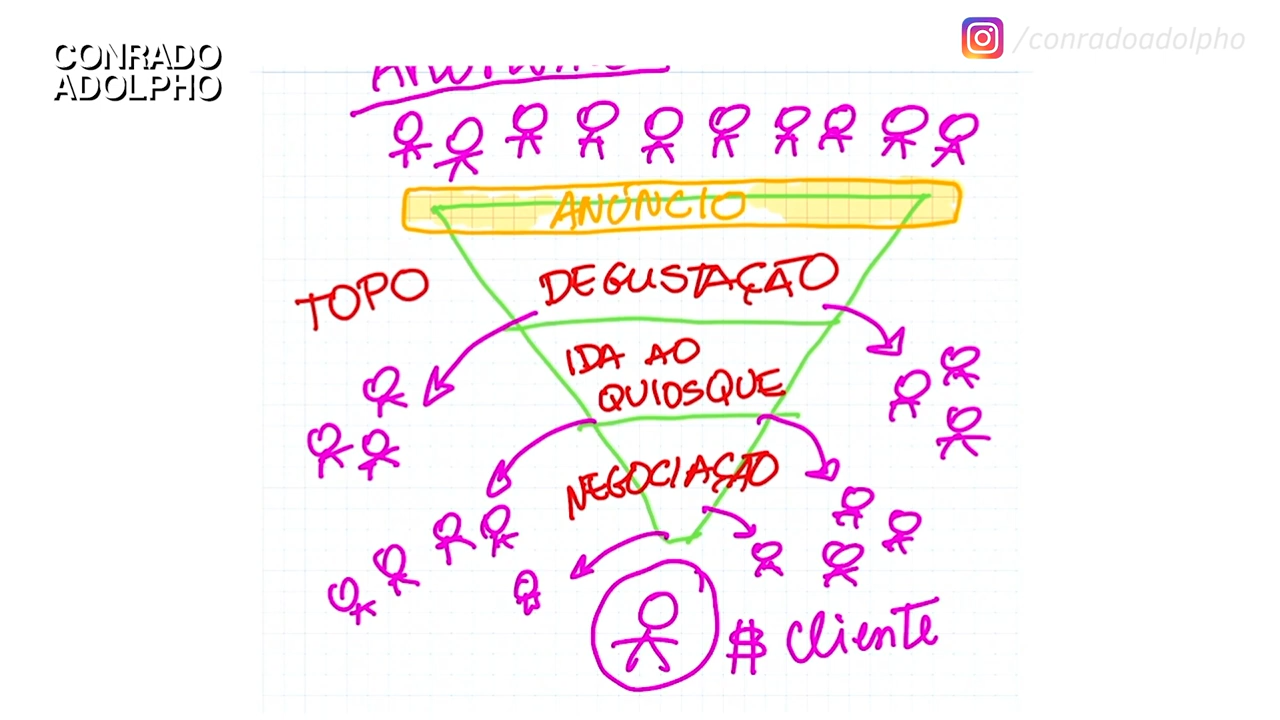 CONRADO
ADOLPHO
/conradoadolpho
ANÚNCIO
TOPO
DEGUSTAÇÃO
IDA AO
QUIOSQUE
NEGOCIAÇÃO
$ Cliente